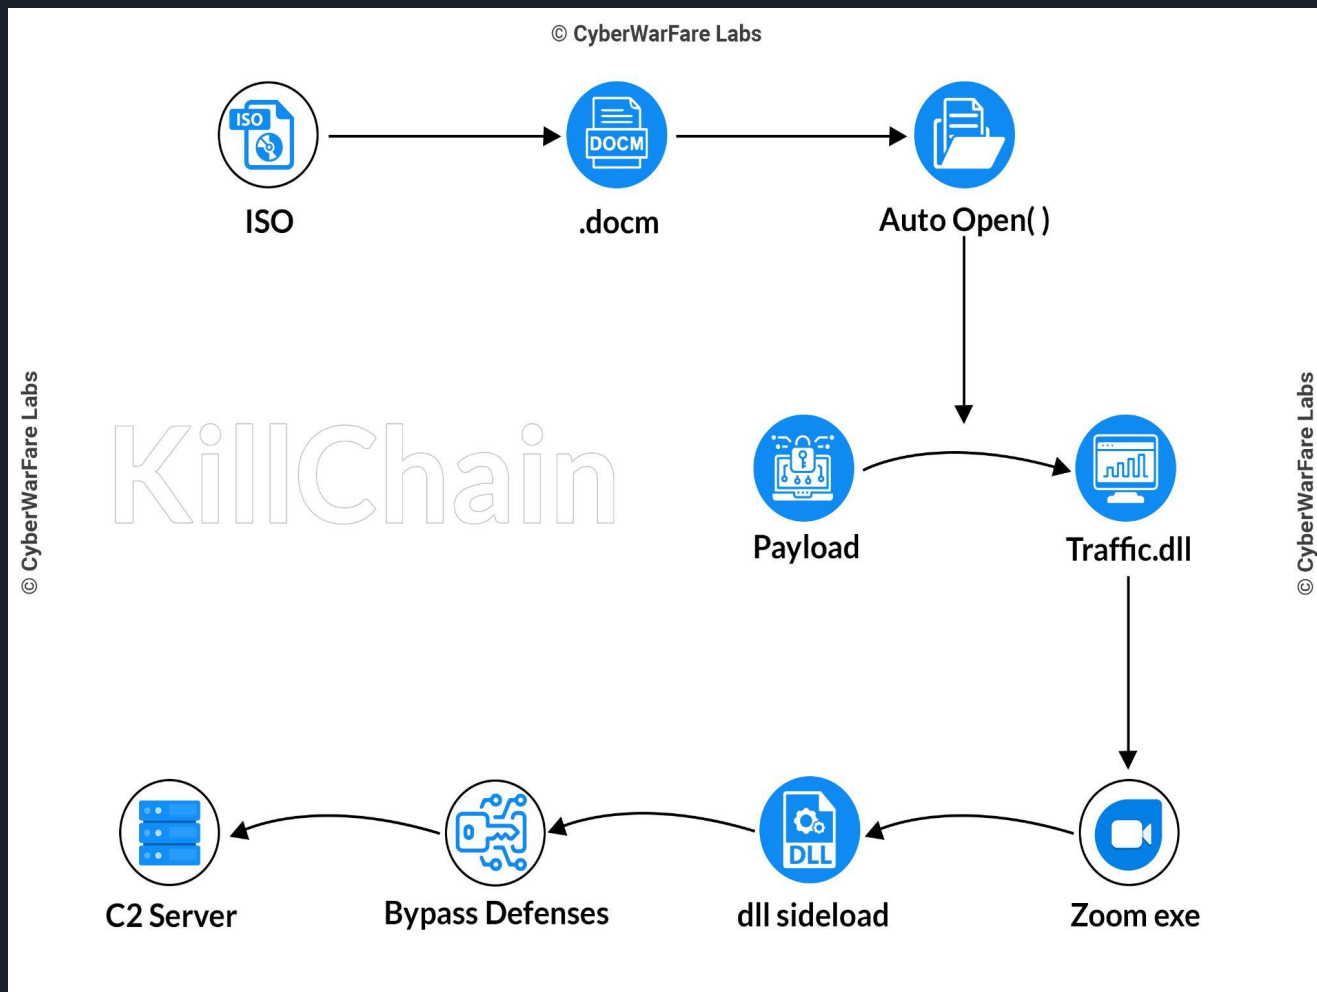 © CyberWarFare Labs
ISO
DOCM
ISO
.docm
Auto Open( )
© CyberWarFare Labs
KillChain
© CyberWarFare Labs
Payload
Traffic.dll
DLL
C2 Server
Bypass Defenses
dll sideload
Zoom exe